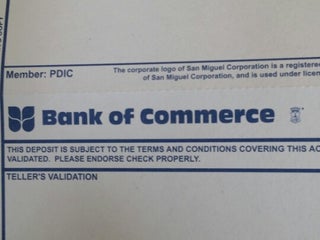 Member: PDIC
The corporate logo of San Miguel Corporation is a registered
of San Miguel Corporation, and is used under licen
Bank of Commerce
THIS DEPOSIT IS SUBJECT TO THE TERMS AND CONDITIONS COVERING THIS AC
VALIDATED. PLEASE ENDORSE CHECK PROPERLY.
TELLER'S VALIDATION